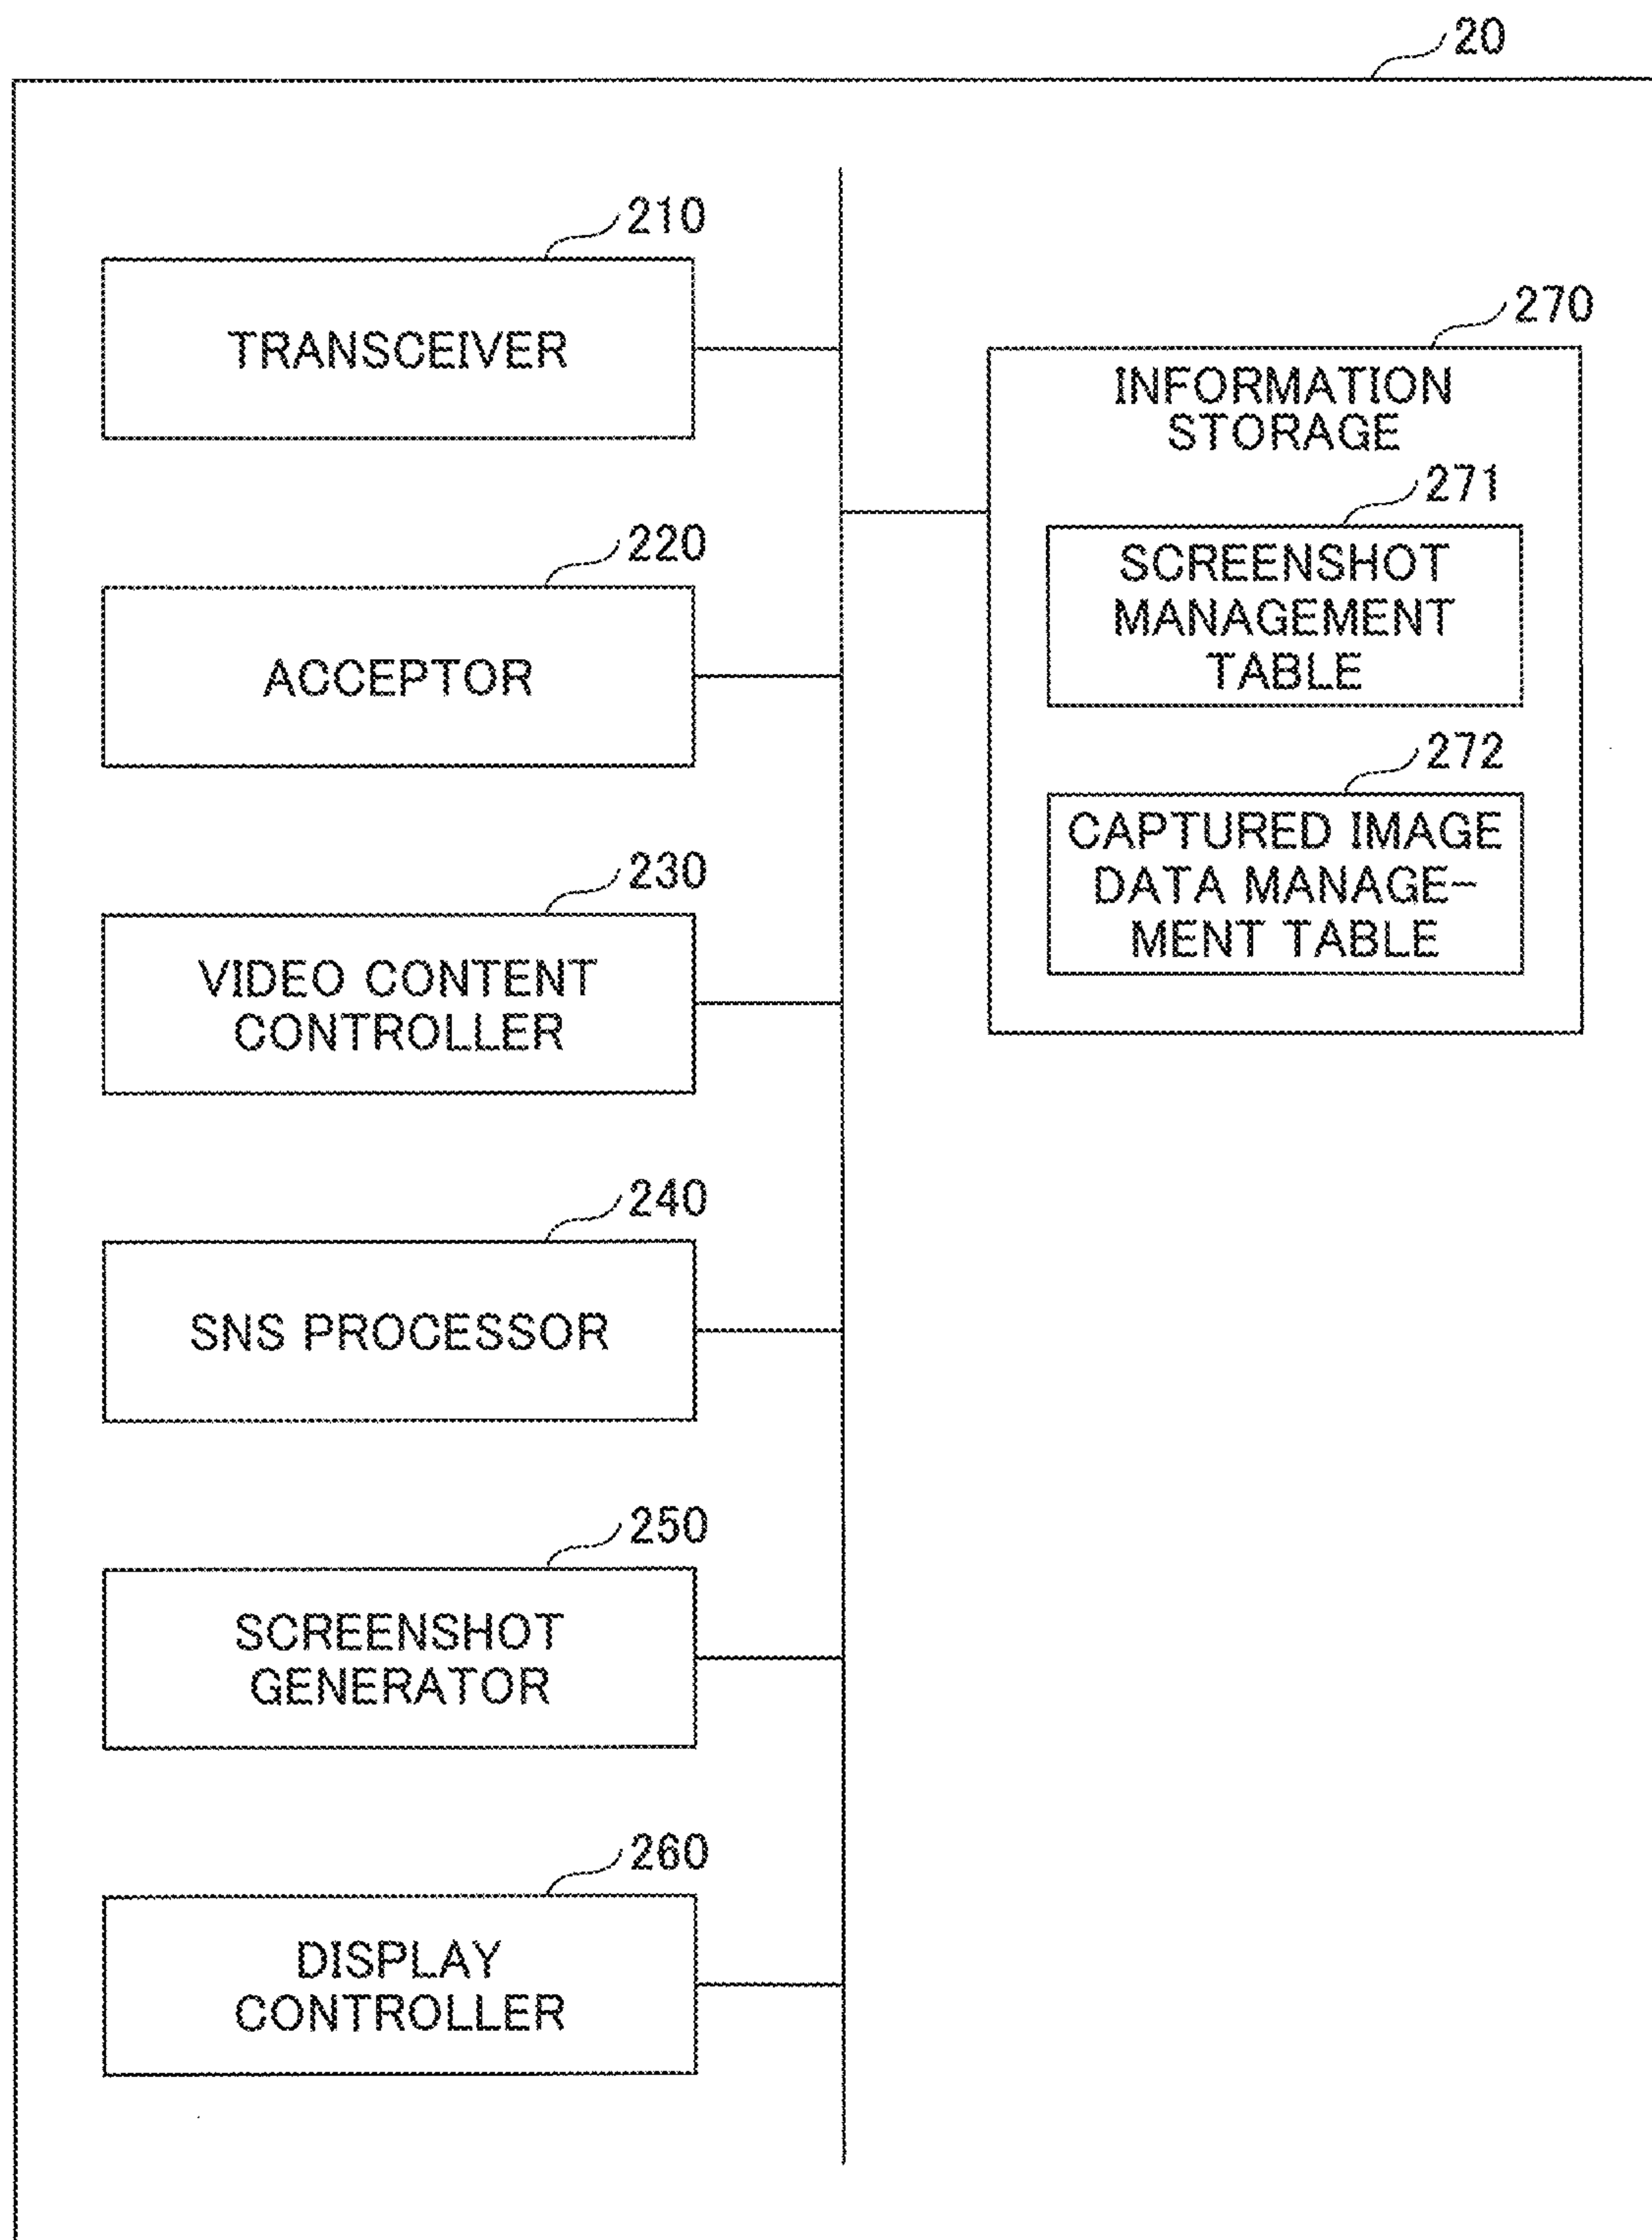 20
210
TRANSCEIVER
220
ACCEPTOR
230
VIDEO CONTENT
CONTROLLER
240
SNS PROCESSOR
250
SCREENSHOT
GENERATOR
260
DISPLAY
CONTROLLER
270
INFORMATION
STORAGE
271
SCREENSHOT
MANAGEMENT
TABLE
272
CAPTURED IMAGE
DATA MANAGE-
MENT TABLE